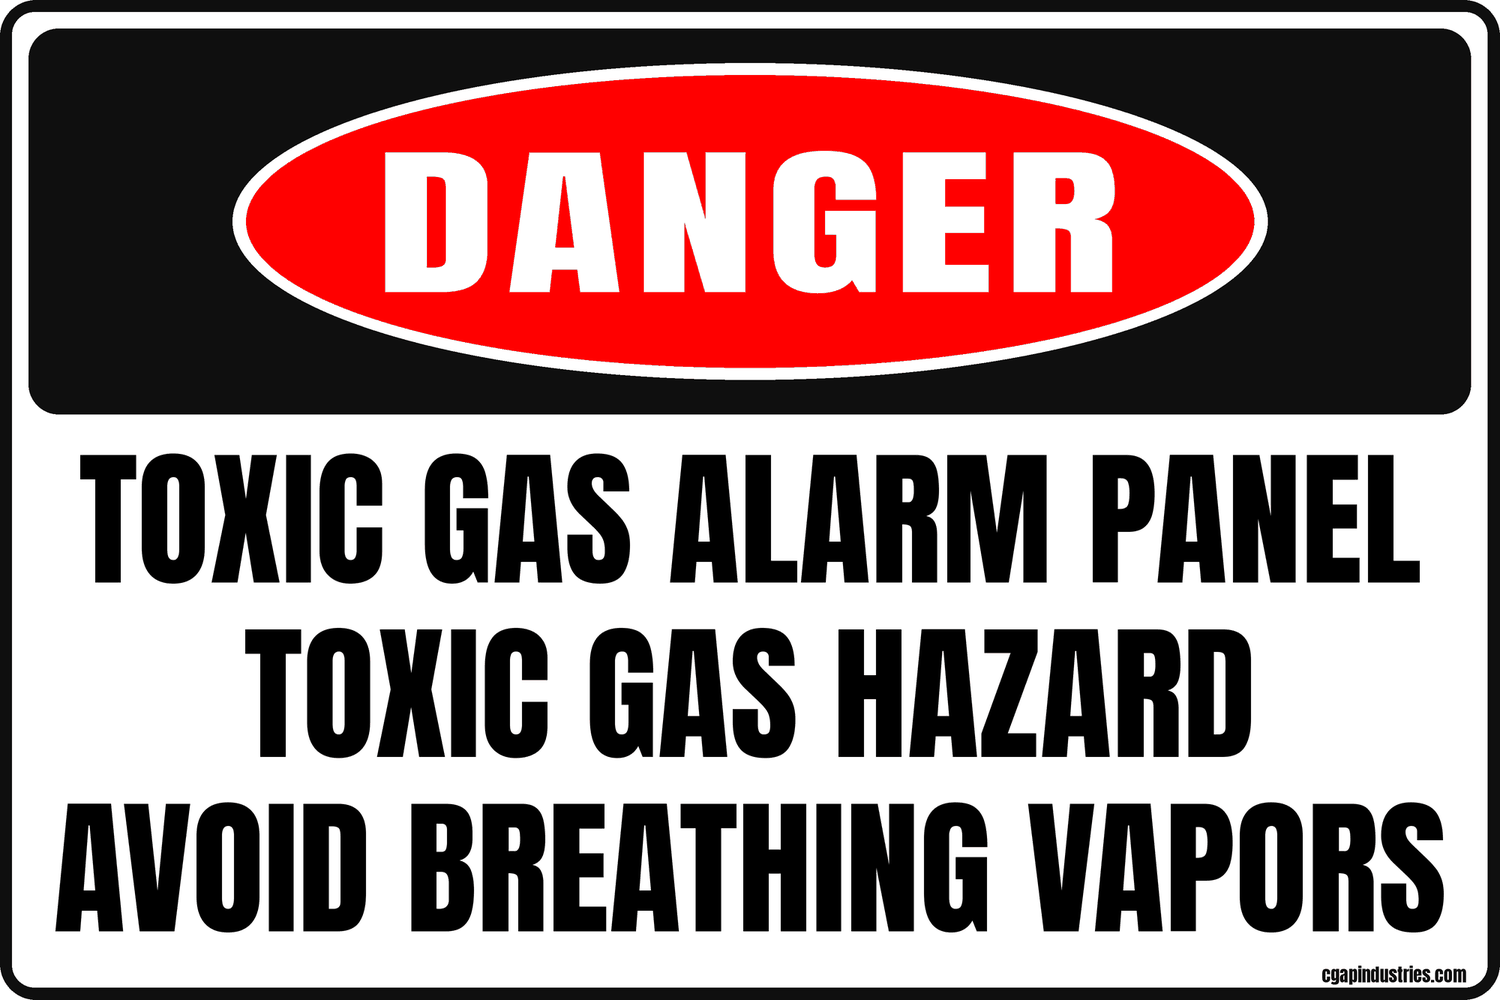 DANGER
TOXIC GAS ALARM PANEL
TOXIC GAS HAZARD
AVOID BREATHING VAPORS
cgapindustries.com